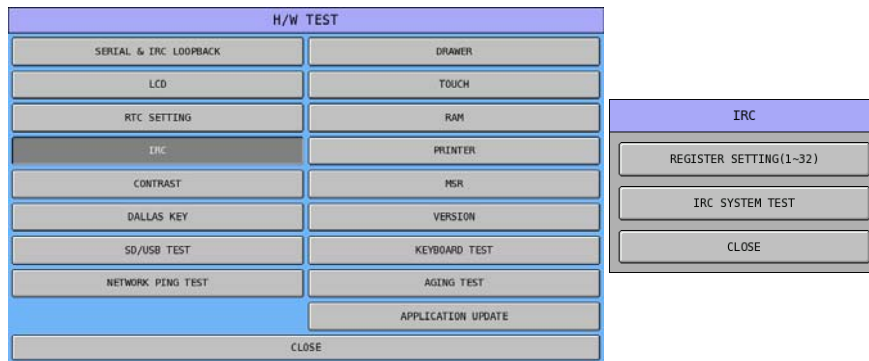 H/W TEST
SERIAL & IRC LOOPBACK
DRAWER
LCD
TOUCH
RTC SETTING
RAM
IRC
PRINTER
CONTRAST
MSR
DALLAS KEY
VERSION
SD/USB TEST
KEYBOARD TEST
NETWORK PING TEST
AGING TEST
APPLICATION UPDATE
CLOSE
IRC
REGISTER SETTING(1~32)
IRC SYSTEM TEST
CLOSE